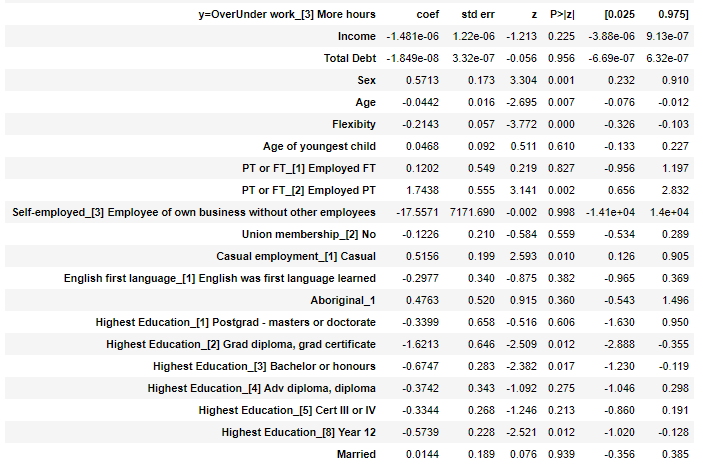 y=OverUnder work_[3] More hours coef std err z P>|z| [0.025 0.975]
Income -1.481e-06 1.22e-06 -1.213 0.225 -3.88e-06 9.13e-07
Total Debt -1.849e-08 3.32e-07 -0.056 0.956 -6.69e-07 6.32e-07
Sex 0.5713 0.173 3.304 0.001 0.232 0.910
Age -0.0442 0.016 -2.695 0.007 -0.076 -0.012
Flexibity -0.2143 0.057 -3.772 0.000 -0.326 -0.103
Age of youngest child 0.0468 0.092 0.511 0.610 -0.133 0.227
PT or FT_[1] Employed FT 0.1202 0.549 0.219 0.827 -0.956 1.197
PT or FT_[2] Employed PT 1.7438 0.555 3.141 0.002 0.656 2.832
Self-employed_[3] Employee of own business without other employees -17.5571 7171.690 -0.002 0.998 -1.41e+04 1.4e+04
Union membership_[2] No -0.1226 0.210 -0.584 0.559 -0.534 0.289
Casual employment_[1] Casual 0.5156 0.199 2.593 0.010 0.126 0.905
English first language_[1] English was first language learned -0.2977 0.340 -0.875 0.382 -0.965 0.369
Aboriginal_1 0.4763 0.520 0.915 0.360 -0.543 1.496
Highest Education_[1] Postgrad - masters or doctorate -0.3399 0.658 -0.516 0.606 -1.630 0.950
Highest Education_[2] Grad diploma, grad certificate -1.6213 0.646 -2.509 0.012 -2.888 -0.355
Highest Education_[3] Bachelor or honours -0.6747 0.283 -2.382 0.017 -1.230 -0.119
Highest Education_[4] Adv diploma, diploma -0.3742 0.343 -1.092 0.275 -1.046 0.298
Highest Education_[5] Cert III or IV -0.3344 0.268 -1.246 0.213 -0.860 0.191
Highest Education_[8] Year 12 -0.5739 0.228 -2.521 0.012 -1.020 -0.128
Married 0.0144 0.189 0.076 0.939 -0.356 0.385